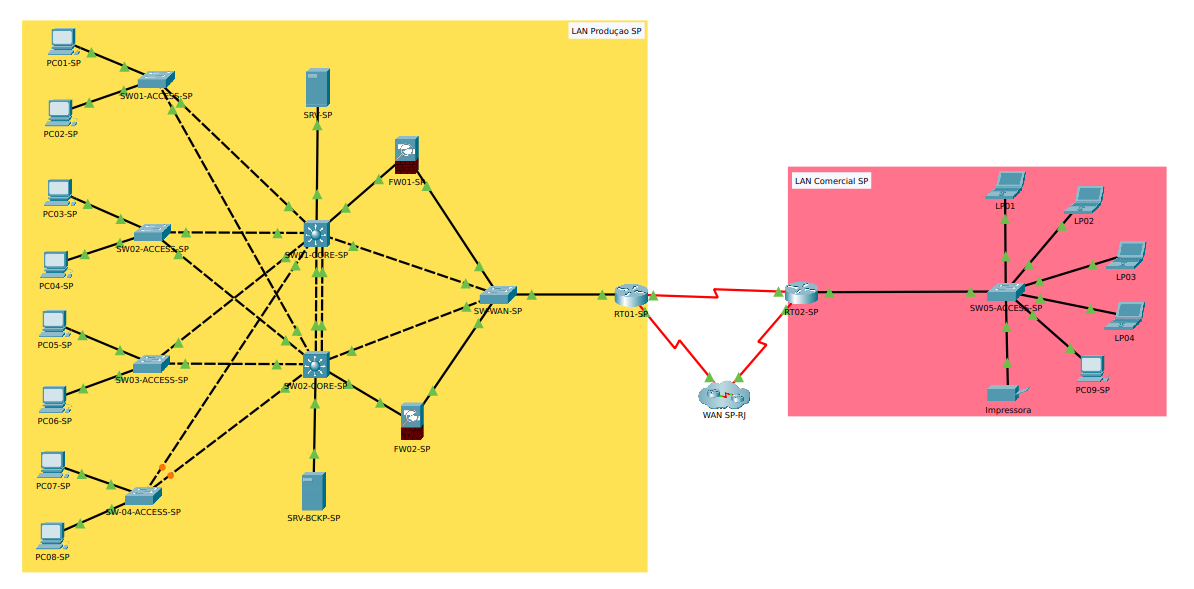 LAN Produçao SP
PC01-SP
SW01-ACCESS-SP
PC02-SP
SRV-SP
FW01-SP
LAN Comercial SP
LP01
LP02
PC03-SP
SW02-ACCESS-SP
SW01-CORE-SP
LP03
PC04-SP
SW-WAN-SP
RT01-SP
RT02-SP
SW05-ACCESS-SP
LP04
PC05-SP
SW03-ACCESS-SP
SW02-CORE-SP
PC09-SP
PC06-SP
WAN SP-RJ
Impressora
FW02-SP
PC07-SP
SW-04-ACCESS-SP
SRV-BCKP-SP
PC08-SP